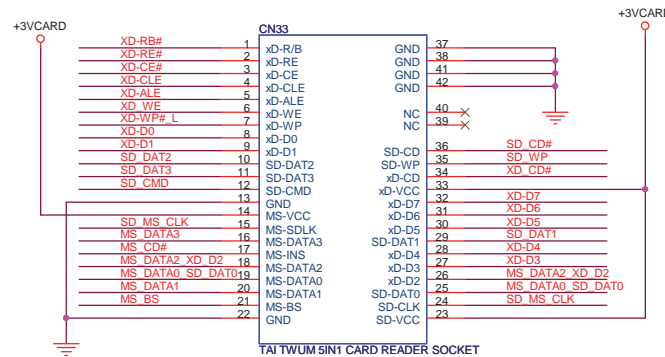 CN33
+3VCARD
+3VCARD
XD-RB# 1 xD-R/B
XD-RE# 2 xD-RE
XD-CE# 3 xD-CE
XD-CLE 4 xD-CLE
XD-ALE 5 xD-ALE
XD_WE 6 xD-WE
XD-WP#_L 7 xD-WP
XD-D0 8 xD-D0
XD-D1 9 xD-D1
SD_DAT2 10 SD-DAT2
SD_DAT3 11 SD-DAT3
SD_CMD 12 SD-CMD
13 GND
14 MS-VCC
SD_MS_CLK 15 MS-SDLK
MS_DATA3 16 MS-DATA3
MS_CD# 17 MS-INS
MS_DATA2_XD_D2 18 MS-DATA2
MS_DATA0_SD_DAT0 19 MS-DATA0
MS_DATA1 20 MS-DATA1
MS_BS 21 MS-BS
22 GND
GND 37
GND 38
GND 41
GND 42
NC 40
NC 39
SD-CD 36 SD_CD#
SD-WP 35 SD_WP
xD-CD 34 XD_CD#
xD-VCC 33
xD-D7 32 XD-D7
xD-D6 31 XD-D6
xD-D5 30 XD-D5
SD-DAT1 29 SD_DAT1
xD-D4 28 XD-D4
xD-D3 27 XD-D3
xD-D2 26 MS_DATA2_XD_D2
SD-DAT0 25 MS_DATA0_SD_DAT0
SD-CLK 24 SD_MS_CLK
SD-VCC 23
TAI TWUM 5IN1 CARD READER SOCKET